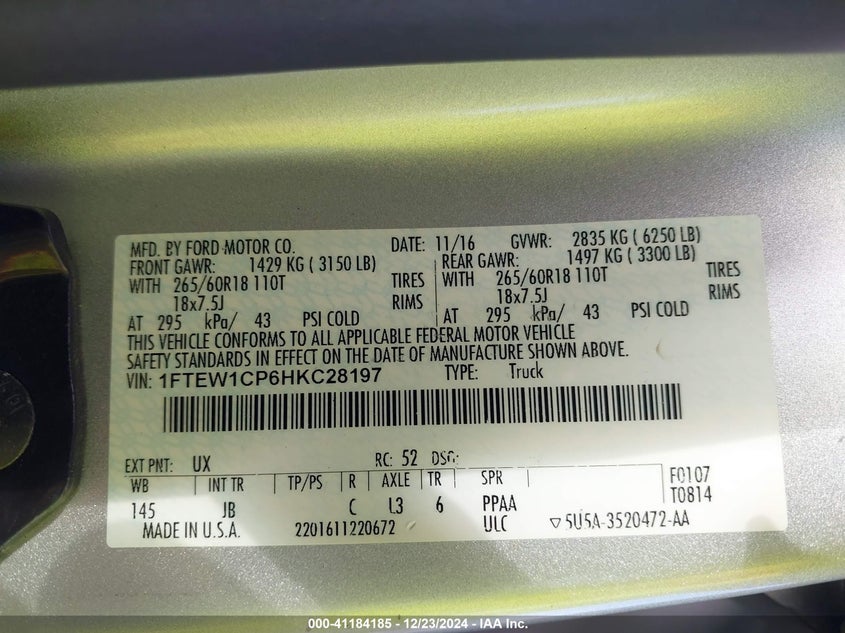 MFD. BY FORD MOTOR CO. DATE: 11/16 GVWR: 2835 KG ( 6250 LB)
FRONT GAWR: 1429 KG ( 3150 LB) REAR GAWR: 1497 KG ( 3300 LB)
WITH 265/60R18 110T TIRES WITH 265/60R18 110T TIRES
18x7.5J RIMS 18x7.5J RIMS
AT 295 kPa/ 43 PSI COLD AT 295 kPa/ 43 PSI COLD
THIS VEHICLE CONFORMS TO ALL APPLICABLE FEDERAL MOTOR VEHICLE
SAFETY STANDARDS IN EFFECT ON THE DATE OF MANUFACTURE SHOWN ABOVE.
VIN: 1FTEW1CP6HKC28197 TYPE: Truck
EXT PNT: UX RC: 52 DSO:
WB INT TR TP/PS R AXLE TR SPR F0107
145 JB C L3 6 PPAA T0814
MADE IN U.S.A. 2201611220672 ULC ▽5U5A-3520472-AA
000-41184185 - 12/23/2024 - IAA Inc.